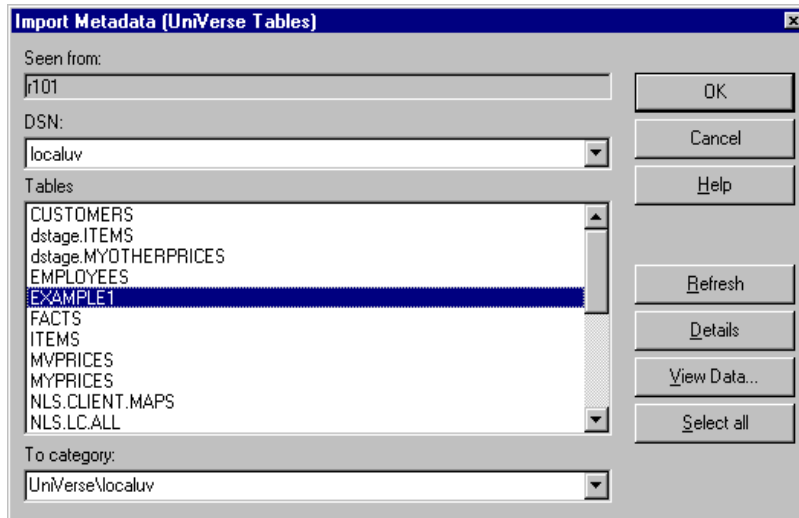 Import Metadata (UniVerse Tables)
Seen from:
r101
OK
DSN:
Cancel
localuv
Tables
Help
CUSTOMERS
dstage.ITEMS
dstage.MYOTHERPRICES
EMPLOYEES
Refresh
EXAMPLE1
FACTS
Details
ITEMS
MVPRICES
View Data...
MYPRICES
NLS.CLIENT.MAPS
Select all
NLS.LC.ALL
To category:
UniVerse\localuv